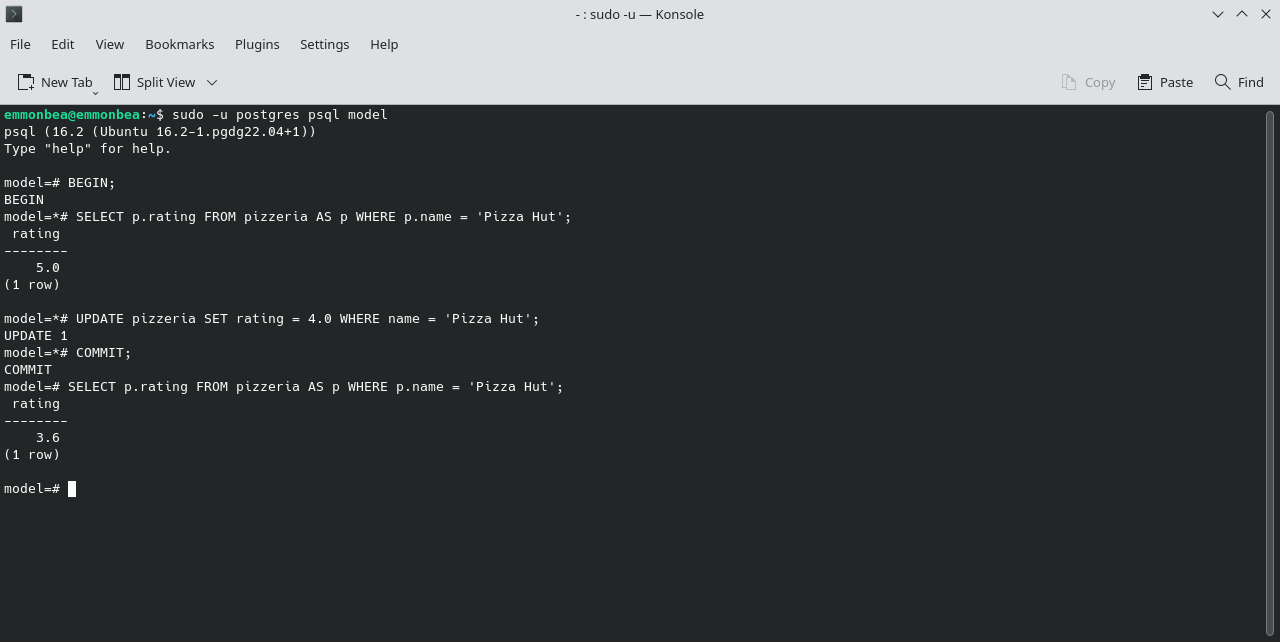 - : sudo -u — Konsole
File Edit View Bookmarks Plugins Settings Help
New Tab Split View Copy Paste Find
emmonbea@emmonbea:~$ sudo -u postgres psql model
psql (16.2 (Ubuntu 16.2-1.pgdg22.04+1))
Type "help" for help.
model=# BEGIN;
BEGIN
model=*# SELECT p.rating FROM pizzeria AS p WHERE p.name = 'Pizza Hut';
rating
--------
5.0
(1 row)
model=*# UPDATE pizzeria SET rating = 4.0 WHERE name = 'Pizza Hut';
UPDATE 1
model=*# COMMIT;
COMMIT
model=# SELECT p.rating FROM pizzeria AS p WHERE p.name = 'Pizza Hut';
rating
--------
3.6
(1 row)
model=#